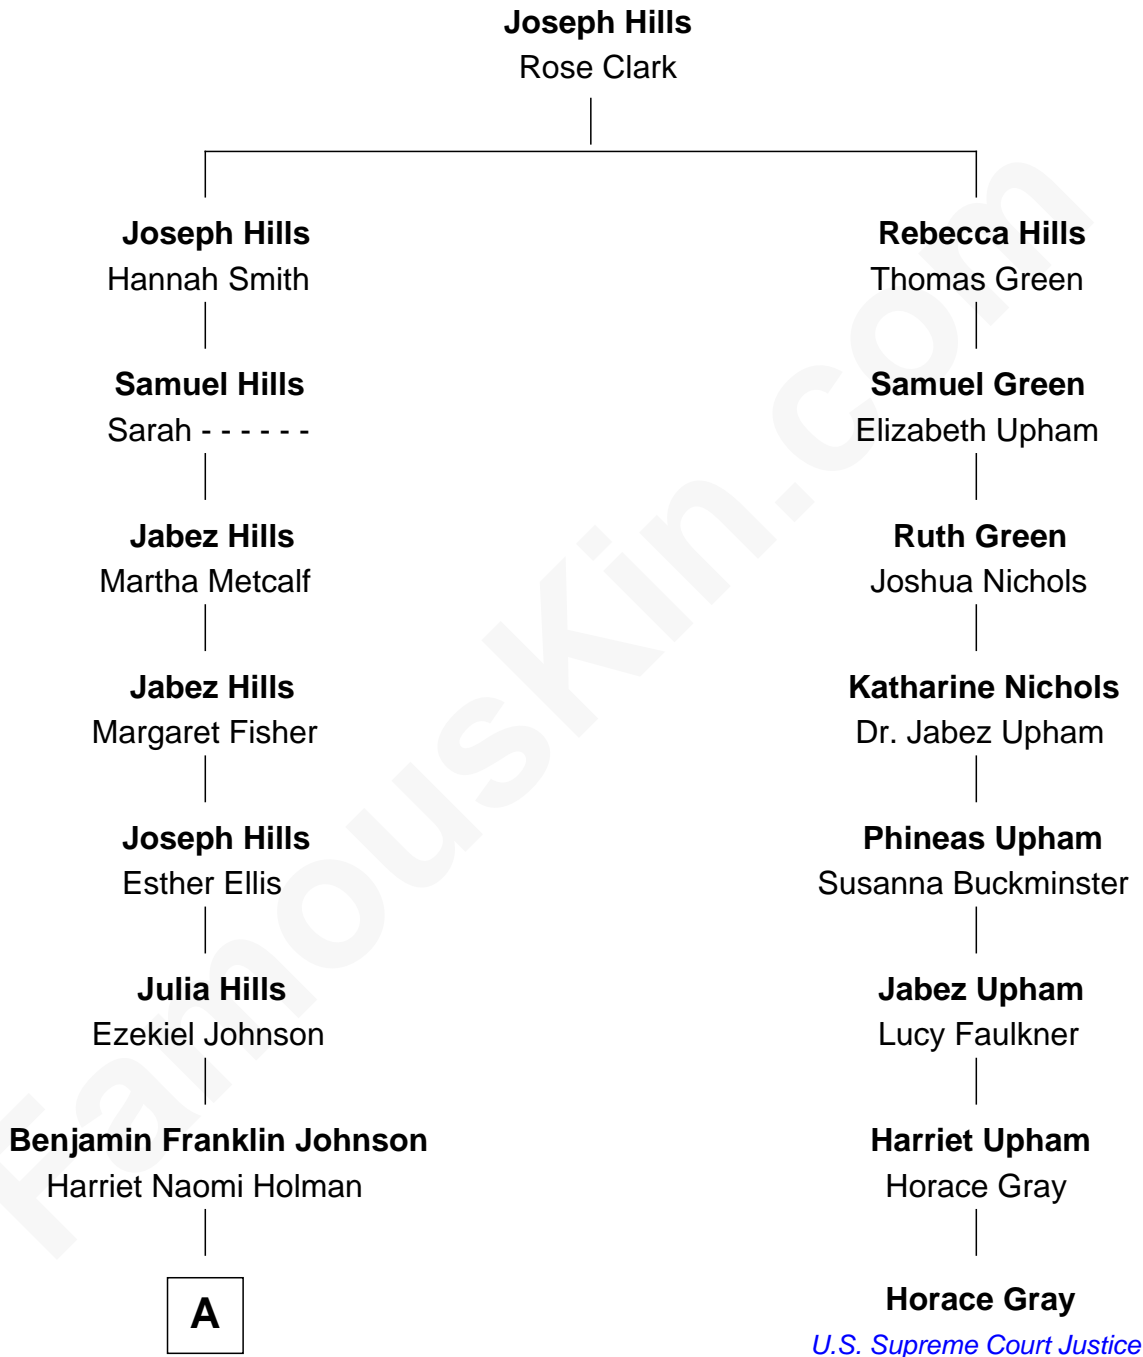 Joseph Hills
Rose Clark
Joseph Hills
Hannah Smith
Rebecca Hills
Thomas Green
Samuel Hills
Sarah - - - - - -
Samuel Green
Elizabeth Upham
Jabez Hills
Martha Metcalf
Ruth Green
Joshua Nichols
Jabez Hills
Margaret Fisher
Katharine Nichols
Dr. Jabez Upham
Joseph Hills
Esther Ellis
Phineas Upham
Susanna Buckminster
Julia Hills
Ezekiel Johnson
Jabez Upham
Lucy Faulkner
Benjamin Franklin Johnson
Harriet Naomi Holman
Harriet Upham
Horace Gray
A
Horace Gray
U.S. Supreme Court Justice
FamousKin.com